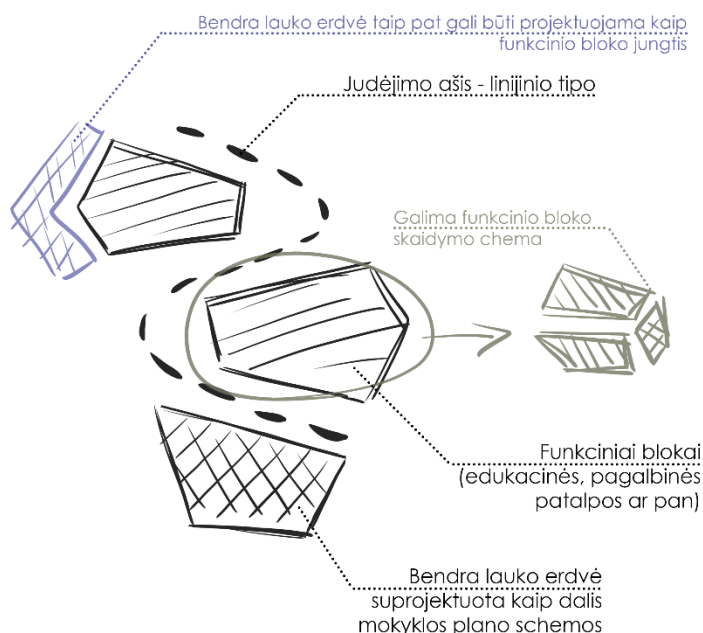 Bendra lauko erdvė taip pat gali būti projektuojama kaip
funkcinio bloko jungtis
Judėjimo ašis - linijinio tipo
Galima funkcinio bloko
skaidymo chema
Funkciniai blokai
(edukacinės, pagalbinės
patalpos ar pan)
Bendra lauko erdvė
suprojektuota kaip dalis
mokyklos plano schemos